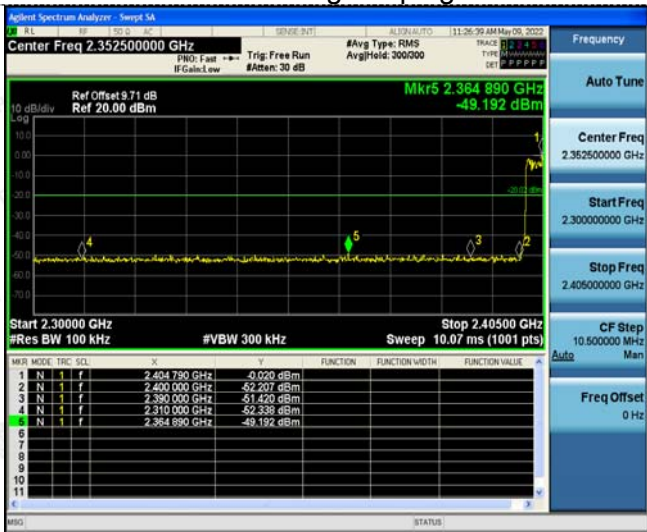 Agilent Spectrum Analyzer - Swept SA
RL RF 50 Ω AC SENSE:INT ALIGNAUTO 11:26:39 AM May 09, 2022
Center Freq 2.352500000 GHz
PNO: Fast
IFGain:Low
Trig: Free Run
#Atten: 30 dB
#Avg Type: RMS
Avg|Hold: 300/300
TRACE 1 2 3 4 5 6
TYPE
DET P P P P P P
Mkr5 2.364 890 GHz
-49.192 dBm
Ref Offset 9.71 dB
10 dB/div Ref 20.00 dBm
Log
10.0
0.00
-10.0
-20.0
-30.0
-40.0
-50.0
-60.0
-70.0
-20.02 dBm
1
4
5
3
2
Start 2.30000 GHz Stop 2.40500 GHz
#Res BW 100 kHz #VBW 300 kHz Sweep 10.07 ms (1001 pts)
MKR MODE TRC SCL X Y FUNCTION FUNCTION WIDTH FUNCTION VALUE
1 N 1 f 2.404 790 GHz -0.020 dBm
2 N 1 f 2.400 000 GHz -52.207 dBm
3 N 1 f 2.390 000 GHz -51.420 dBm
4 N 1 f 2.310 000 GHz -52.338 dBm
5 N 1 f 2.364 890 GHz -49.192 dBm
6
7
8
9
10
11
MSG STATUS
Frequency
Auto Tune
Center Freq
2.352500000 GHz
Start Freq
2.300000000 GHz
Stop Freq
2.405000000 GHz
CF Step
10.500000 MHz
Auto Man
Freq Offset
0 Hz